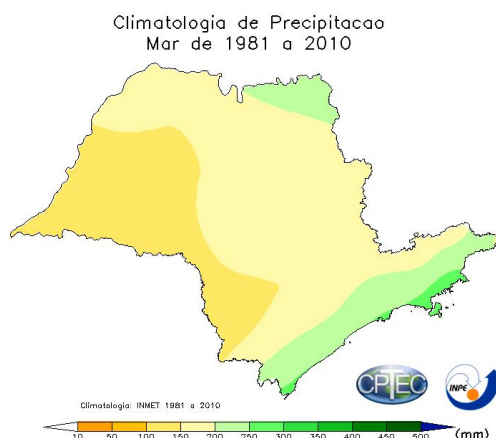 Climatologia de Precipitacao
Mar de 1981 a 2010
CPTEC
INPE
Climatologia: INMET 1981 a 2010
10 50 100 150 200 250 300 350 400 450 500 (mm)